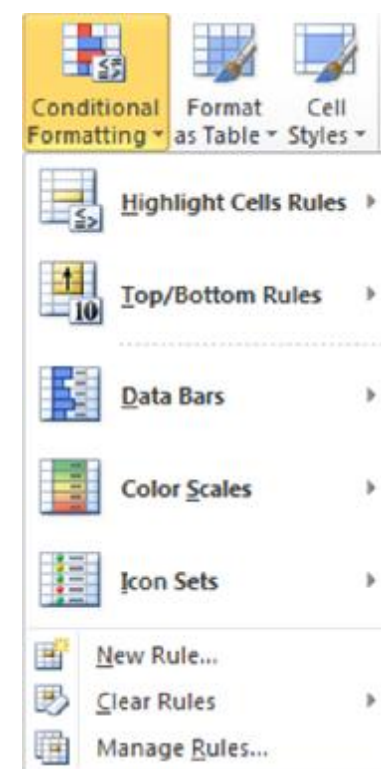 Conditional Formatting
Format as Table
Cell Styles
Highlight Cells Rules
10
Top/Bottom Rules
Data Bars
Color Scales
Icon Sets
New Rule...
Clear Rules
Manage Rules...